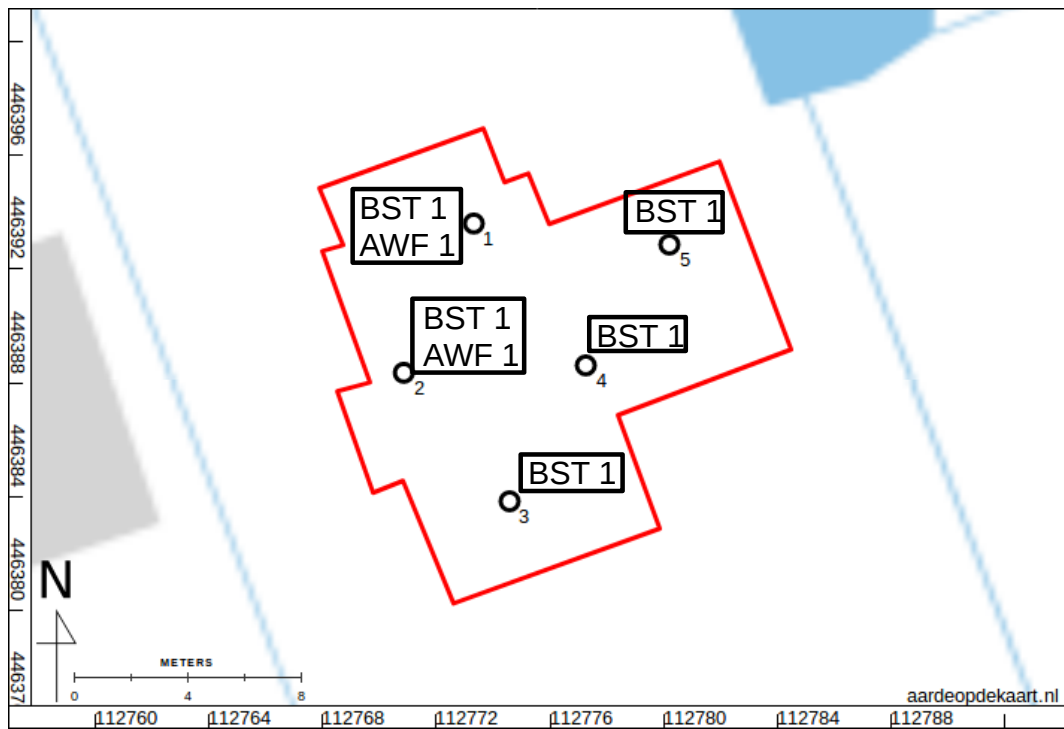 446396
446392
446388
446384
446380
44637
BST 1
AWF 1
1
BST 1
5
BST 1
AWF 1
2
BST 1
4
BST 1
3
N
METERS
0 4 8
aardeopdekaart.nl
112760 112764 112768 112772 112776 112780 112784 112788